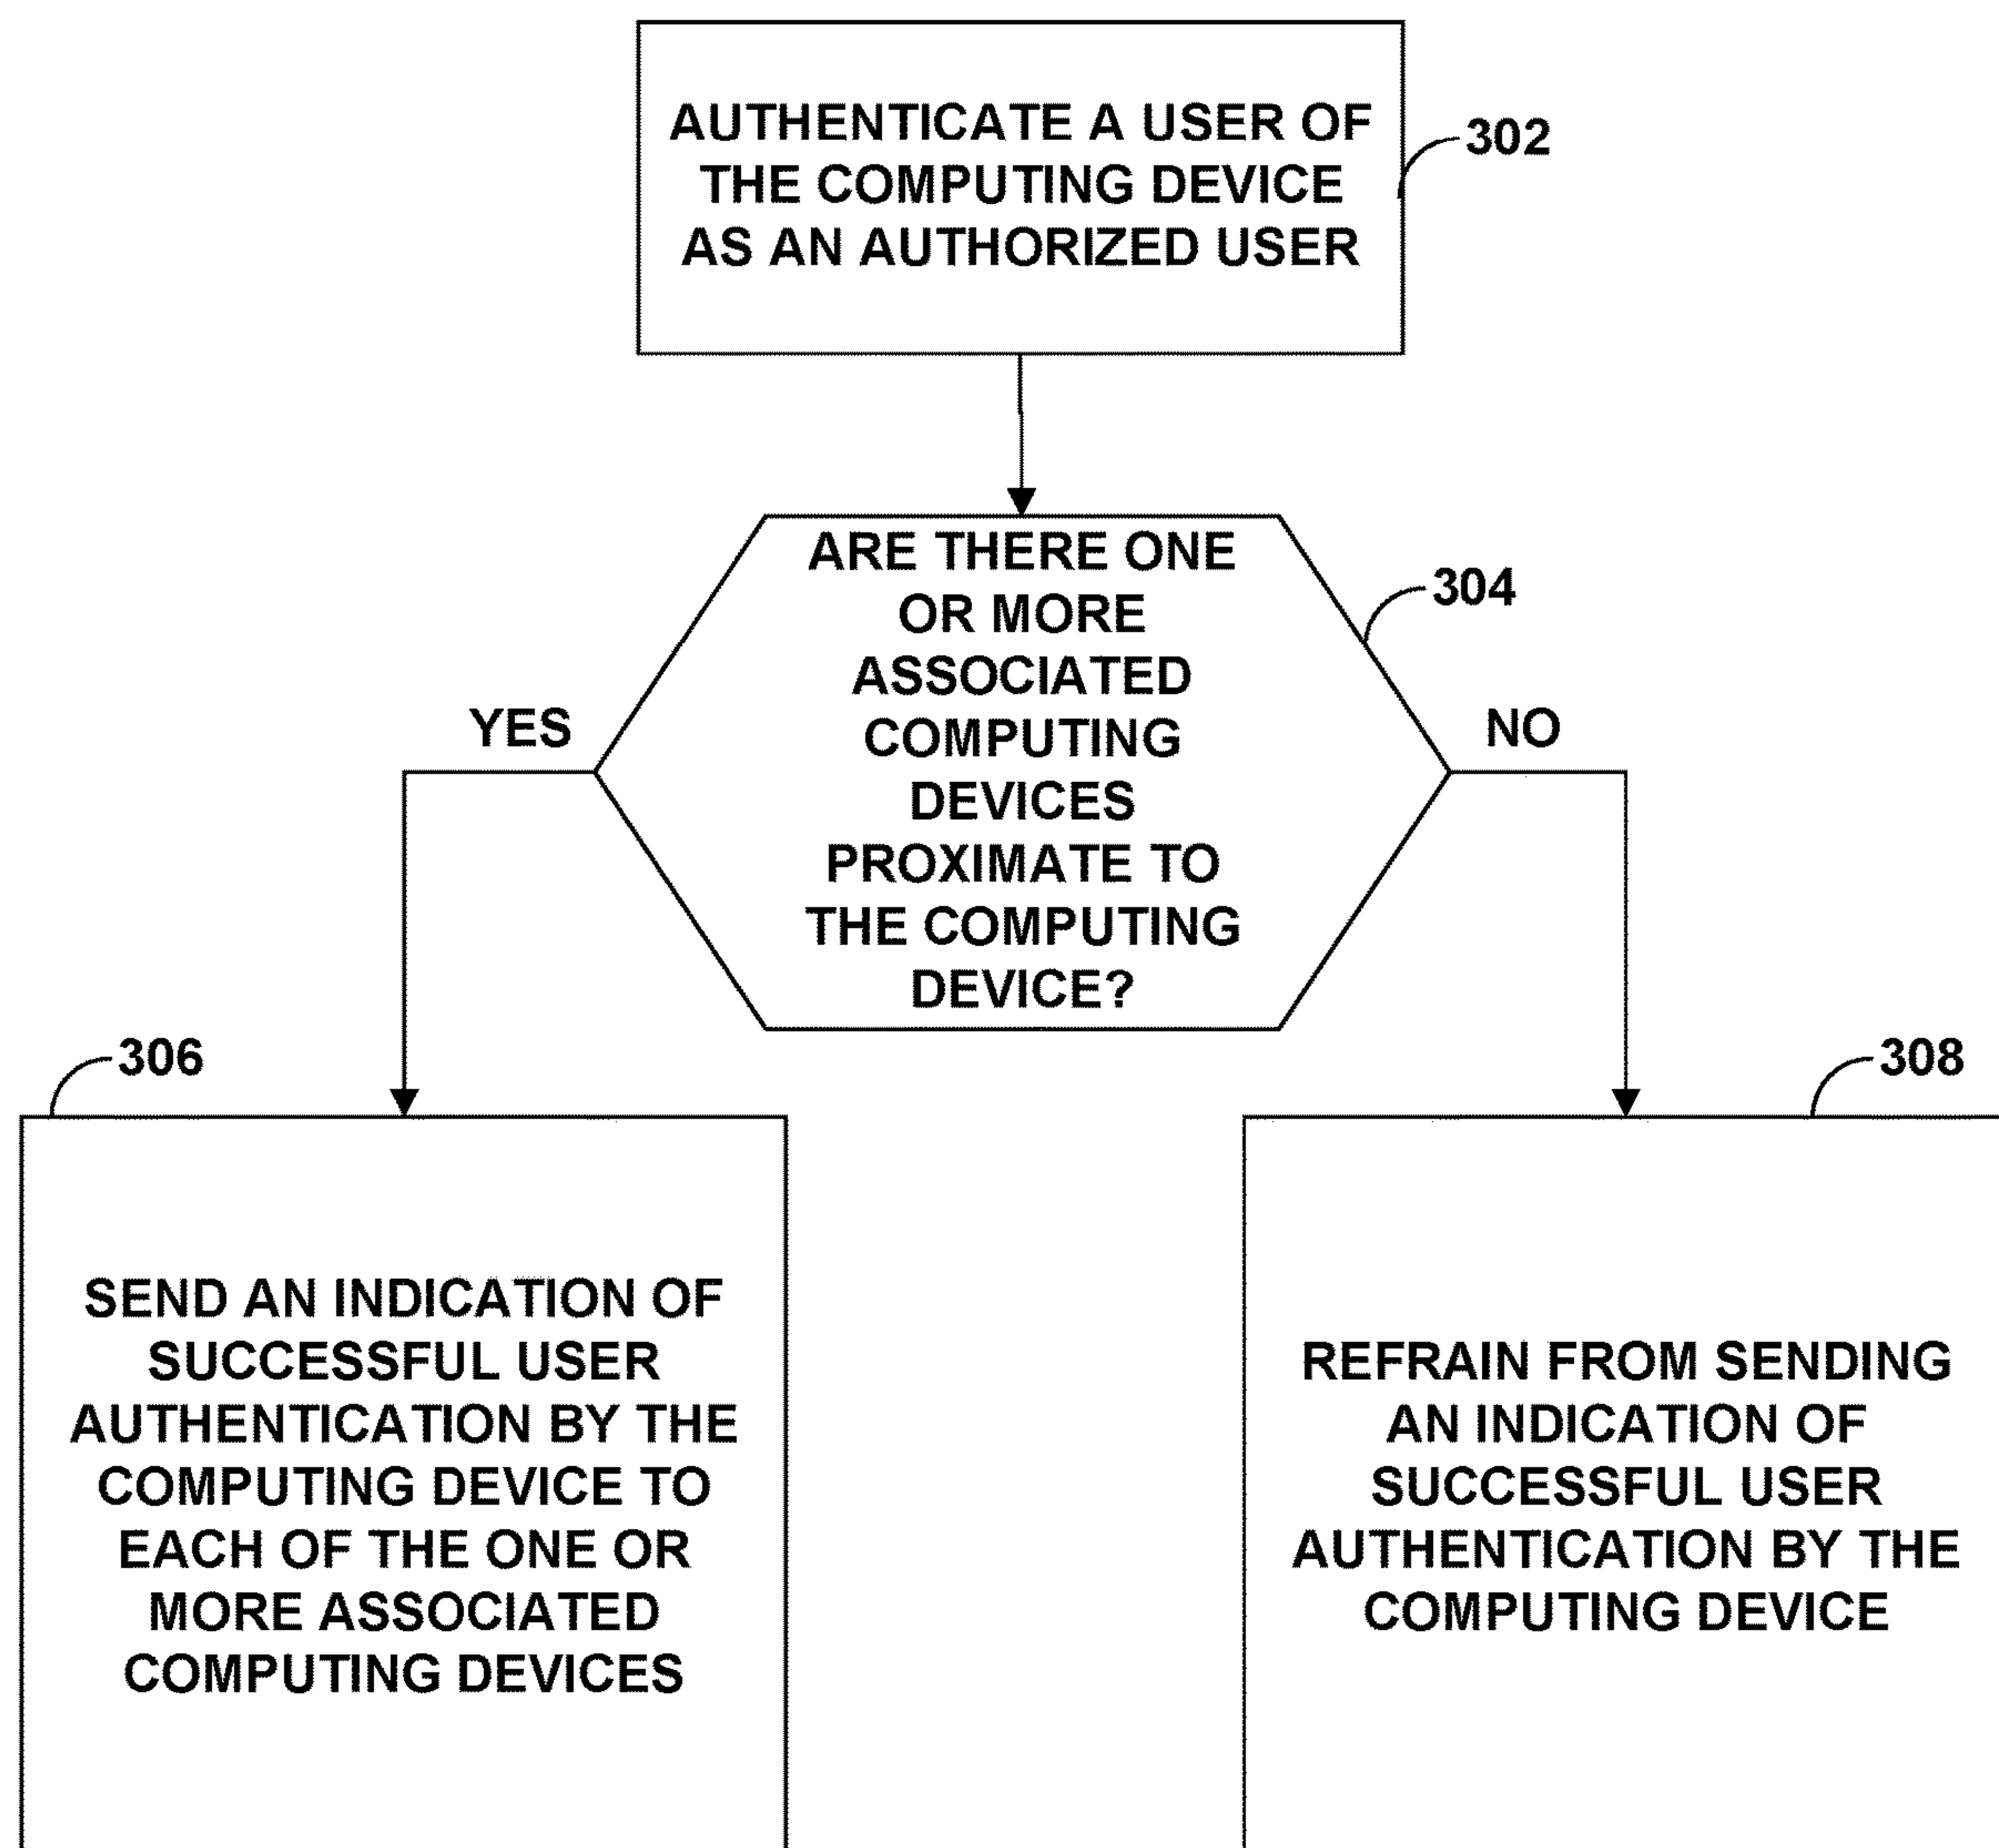 AUTHENTICATE A USER OF
THE COMPUTING DEVICE
AS AN AUTHORIZED USER
302
ARE THERE ONE
OR MORE
ASSOCIATED
COMPUTING
DEVICES
PROXIMATE TO
THE COMPUTING
DEVICE?
304
YES
NO
306
SEND AN INDICATION OF
SUCCESSFUL USER
AUTHENTICATION BY THE
COMPUTING DEVICE TO
EACH OF THE ONE OR
MORE ASSOCIATED
COMPUTING DEVICES
308
REFRAIN FROM SENDING
AN INDICATION OF
SUCCESSFUL USER
AUTHENTICATION BY THE
COMPUTING DEVICE